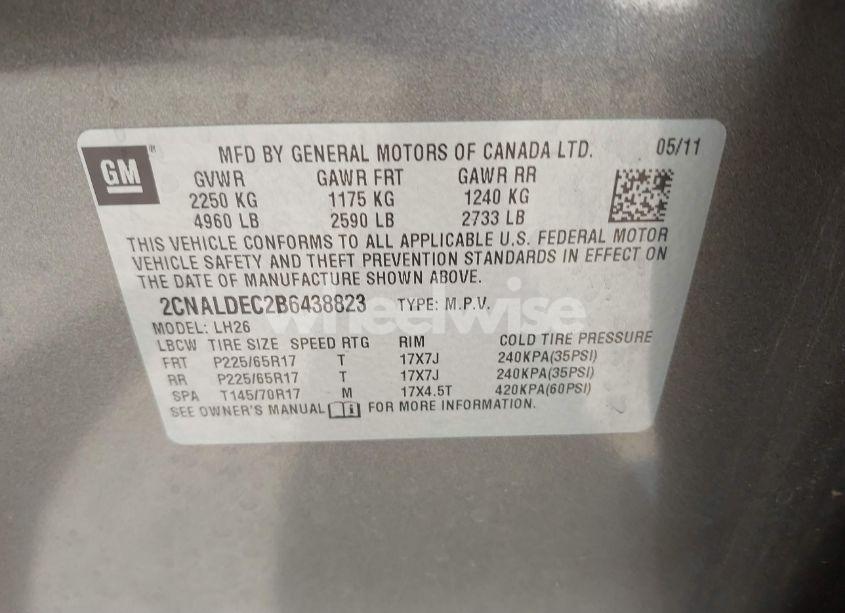 GM ® MFD BY GENERAL MOTORS OF CANADA LTD. 05/11
GVWR GAWR FRT GAWR RR
2250 KG 1175 KG 1240 KG
4960 LB 2590 LB 2733 LB
THIS VEHICLE CONFORMS TO ALL APPLICABLE U.S. FEDERAL MOTOR
VEHICLE SAFETY AND THEFT PREVENTION STANDARDS IN EFFECT ON
THE DATE OF MANUFACTURE SHOWN ABOVE.
2CNALDEC2B6438823 TYPE: M.P.V.
wheelwise
MODEL: LH26
LBCW TIRE SIZE SPEED RTG RIM COLD TIRE PRESSURE
FRT P225/65R17 T 17X7J 240KPA(35PSI)
RR P225/65R17 T 17X7J 240KPA(35PSI)
SPA T145/70R17 M 17X4.5T 420KPA(60PSI)
SEE OWNER'S MANUAL FOR MORE INFORMATION.